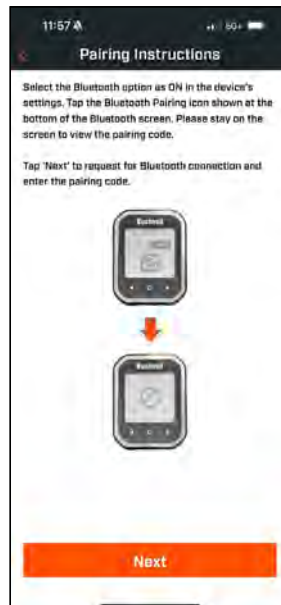 11:57
5G+
Pairing Instructions
Select the Bluetooth option as ON in the device's
settings. Tap the Bluetooth Pairing icon shown at the
bottom of the Bluetooth screen. Please stay on the
screen to view the pairing code.
Tap 'Next' to request for Bluetooth connection and
enter the pairing code.
Bushnell
Bushnell
Next